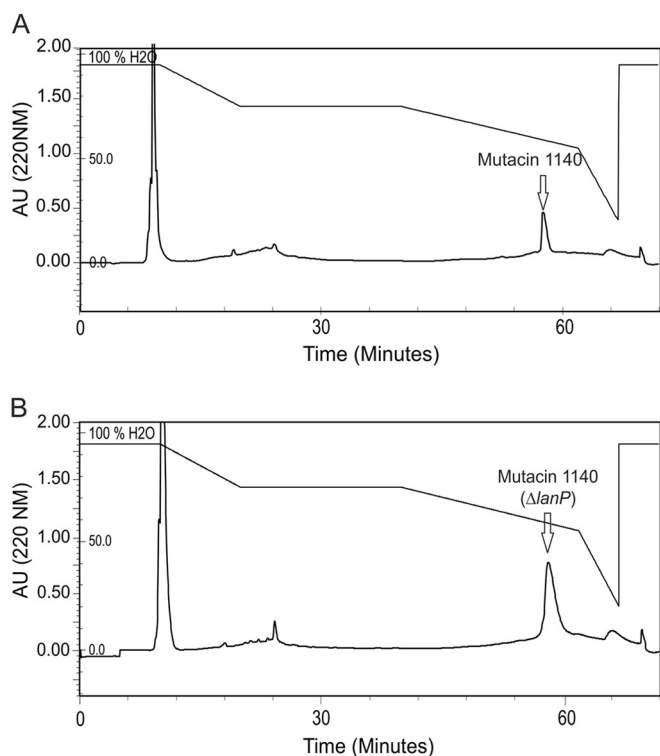 A
AU (220NM)
2.00
1.50
1.00
0.50
0.00
100 % H2O
50.0
0.0
Mutacin 1140
0
30
60
Time (Minutes)
B
AU (220 NM)
2.00
1.50
1.00
0.50
0.00
100 % H2O
50.0
0.0
Mutacin 1140
(ΔlanP)
0
30
60
Time (Minutes)